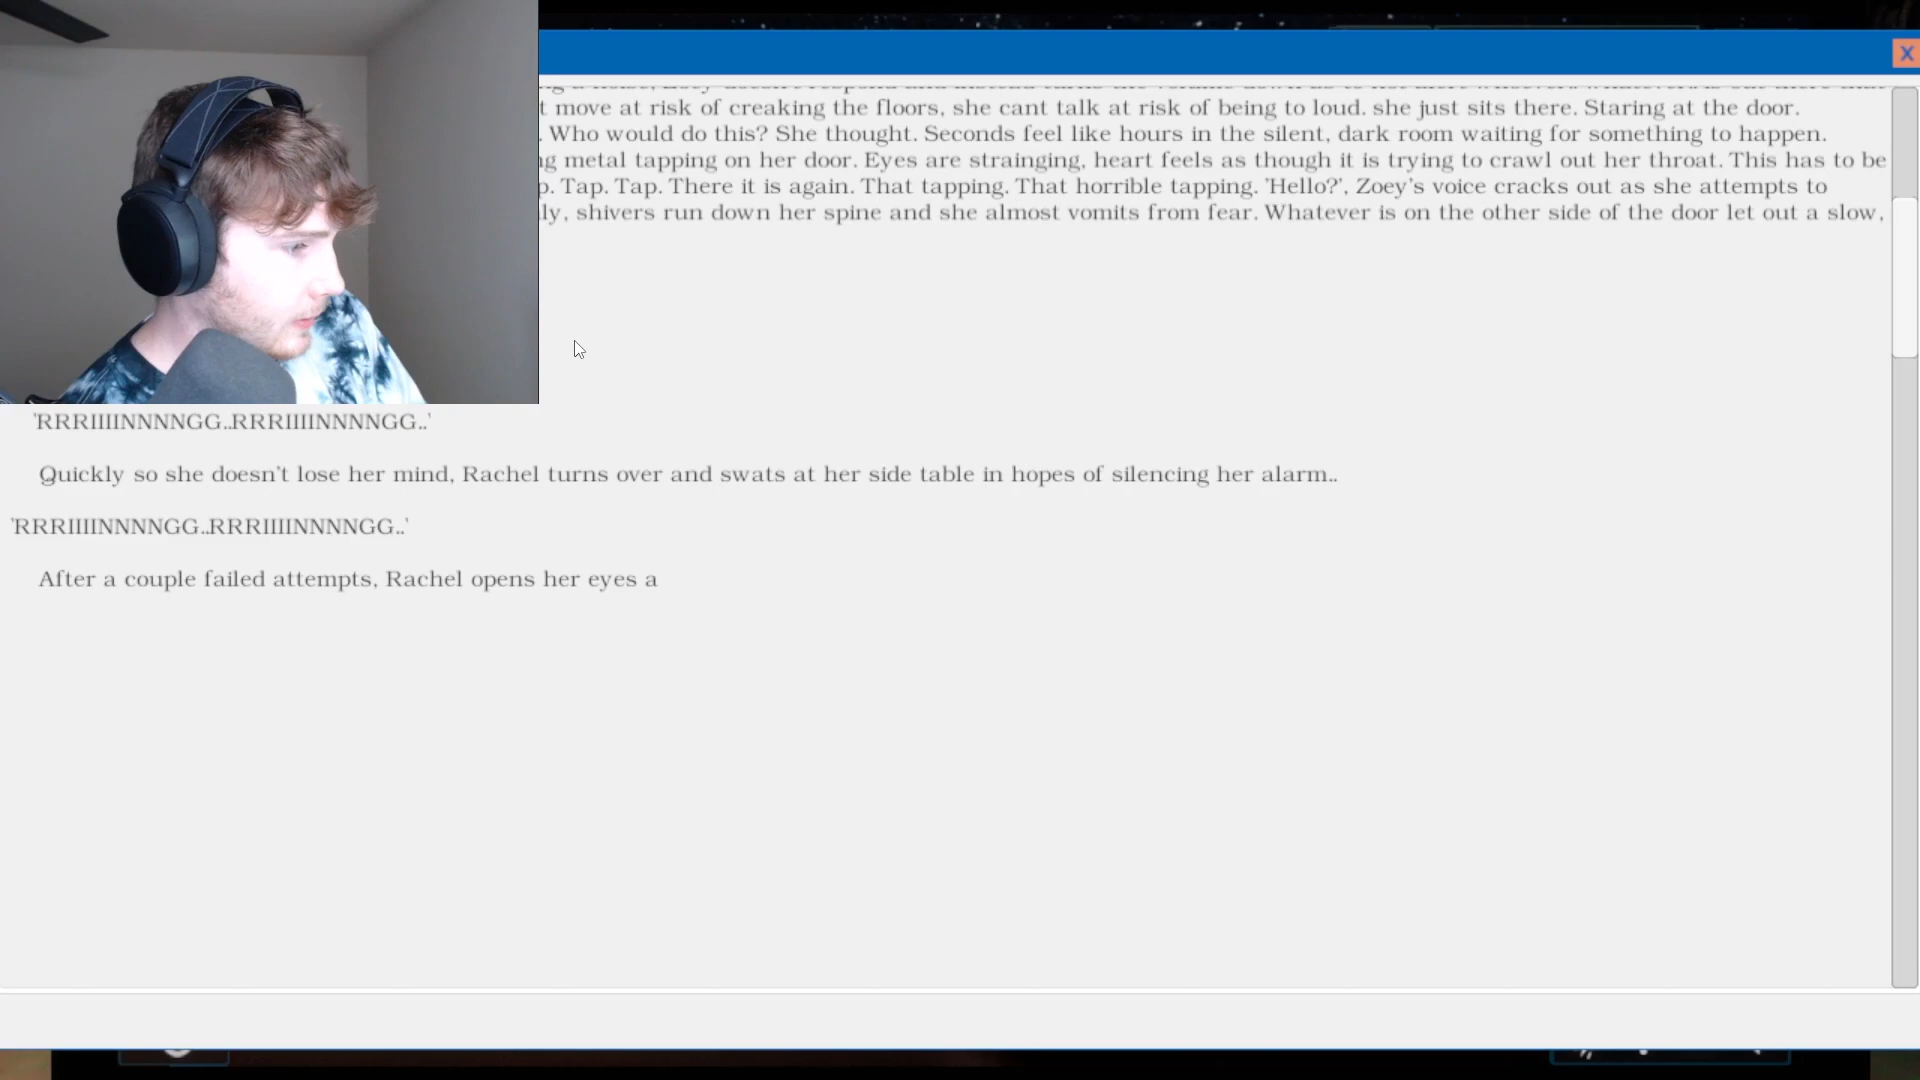 X
t move at risk of creaking the floors, she cant talk at risk of being to loud. she just sits there. Staring at the door.
. Who would do this? She thought. Seconds feel like hours in the silent, dark room waiting for something to happen.
ng metal tapping on her door. Eyes are strainging, heart feels as though it is trying to crawl out her throat. This has to be
p. Tap. Tap. There it is again. That tapping. That horrible tapping. 'Hello?', Zoey's voice cracks out as she attempts to
ly, shivers run down her spine and she almost vomits from fear. Whatever is on the other side of the door let out a slow,
'RRRIIIINNNNGG..RRRIIIINNNNGG..'
Quickly so she doesn't lose her mind, Rachel turns over and swats at her side table in hopes of silencing her alarm..
'RRRIIIINNNNGG..RRRIIIINNNNGG..'
After a couple failed attempts, Rachel opens her eyes a